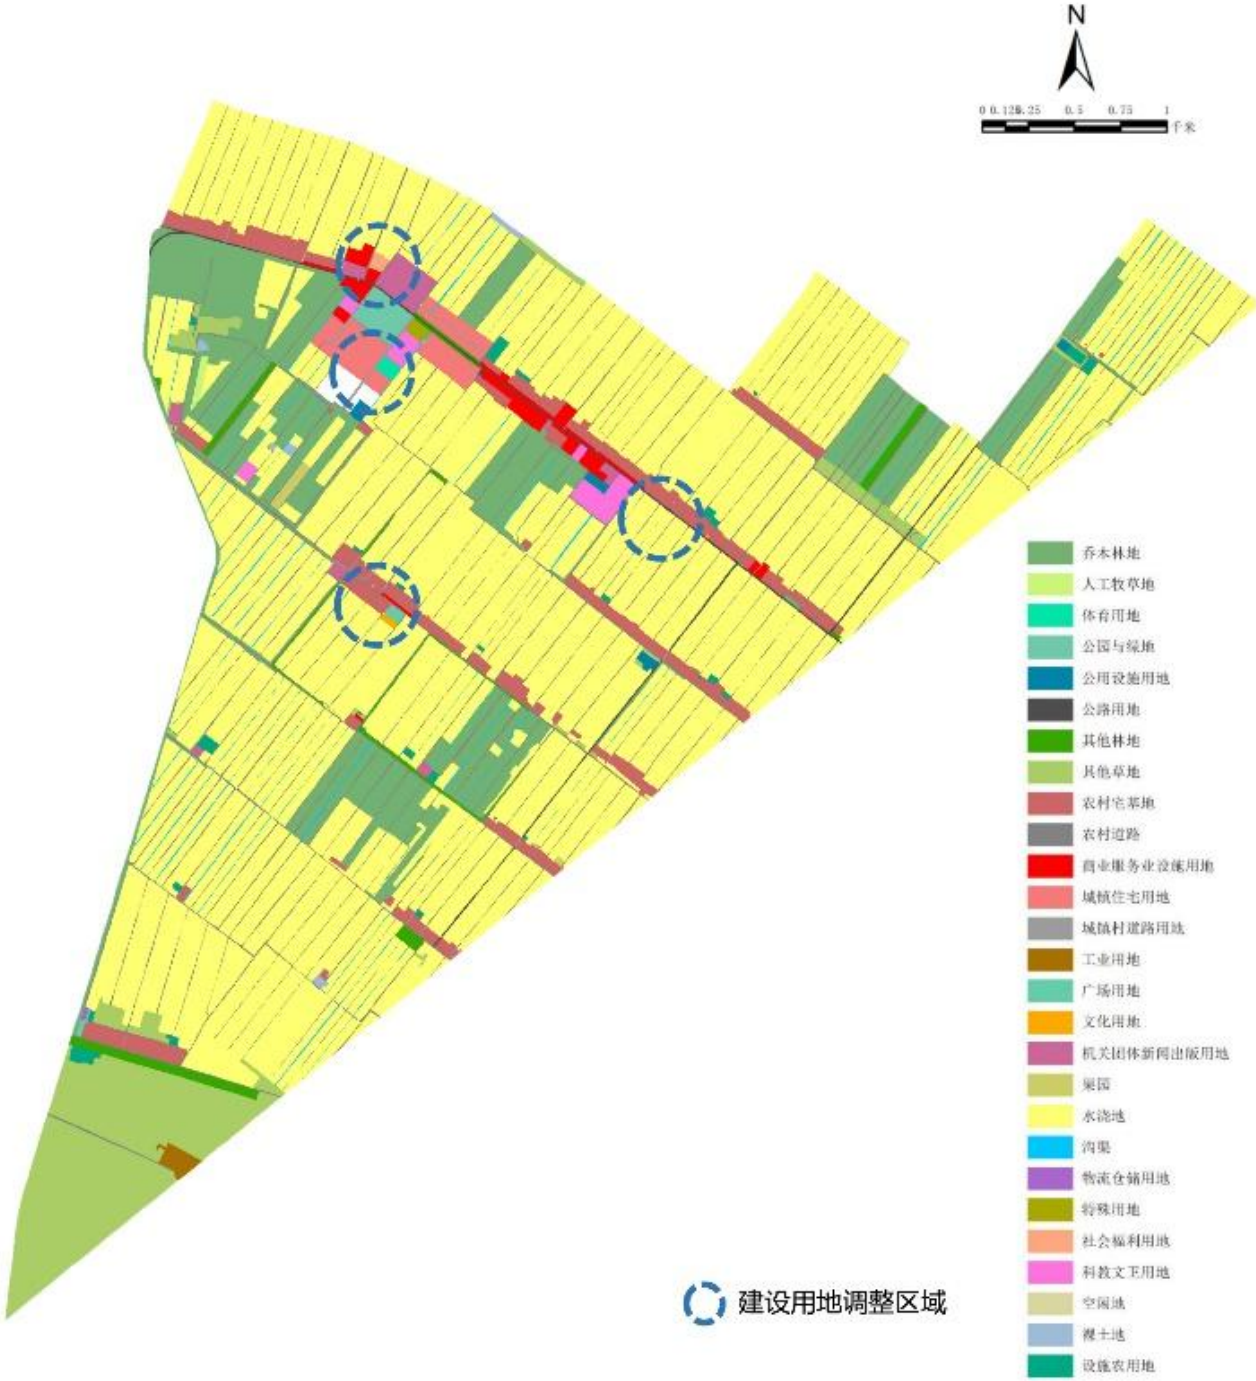 N
0 0.125 0.25 0.5 0.75 1
千米
乔木林地
人工牧草地
体育用地
公园与绿地
公用设施用地
公路用地
其他林地
其他草地
农村宅基地
农村道路
商业服务业设施用地
城镇住宅用地
城镇村道路用地
工业用地
广场用地
文化用地
机关团体新闻出版用地
果园
水浇地
沟渠
物流仓储用地
特殊用地
社会福利用地
科教文卫用地
空闲地
裸土地
设施农用地
建设用地调整区域